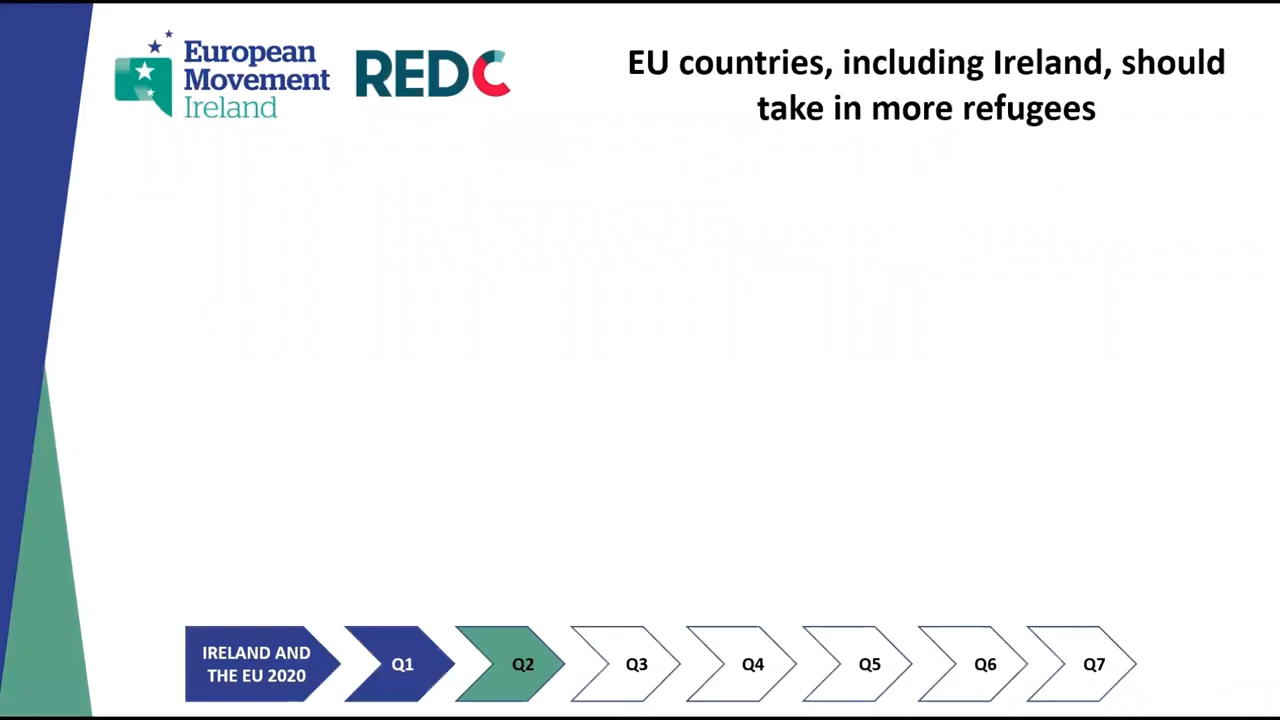 European
Movement
Ireland
REDC
EU countries, including Ireland, should
take in more refugees
IRELAND AND
THE EU 2020
Q1
Q2
Q3
Q4
Q5
Q6
Q7